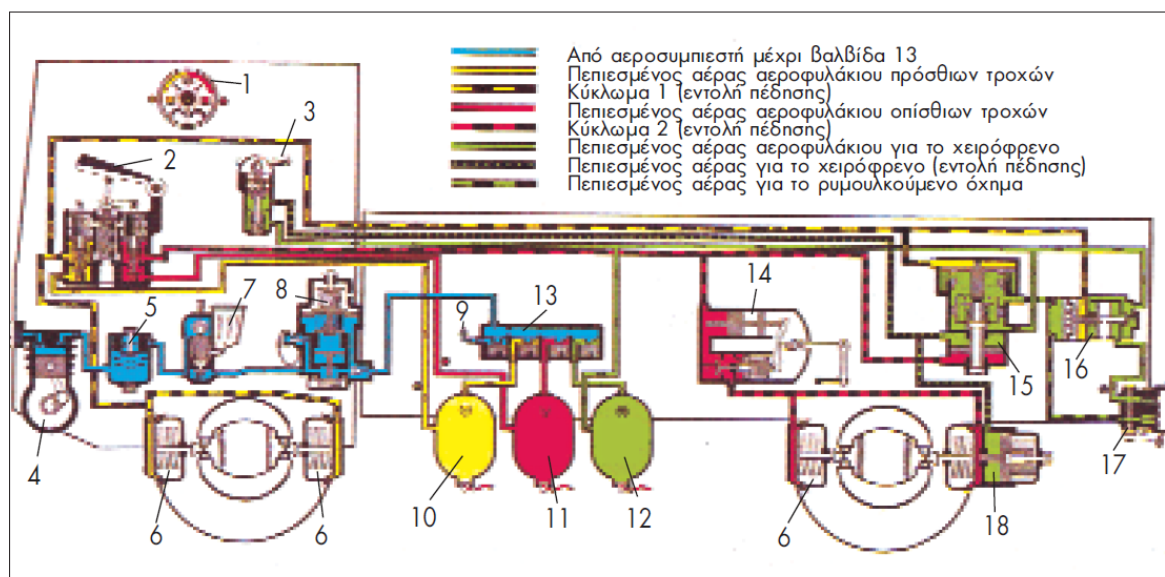 Από αεροσυμπιεστή μέχρι βαλβίδα 13
Πεπιεσμένος αέρας αεροφυλάκιου πρόσθιων τροχών
Κύκλωμα 1 (εντολή πέδησης)
Πεπιεσμένος αέρας αεροφυλάκιου οπίσθιων τροχών
Κύκλωμα 2 (εντολή πέδησης)
Πεπιεσμένος αέρας αεροφυλάκιου για το χειρόφρενο
Πεπιεσμένος αέρας για το χειρόφρενο (εντολή πέδησης)
Πεπιεσμένος αέρας για το ρυμουλκούμενο όχημα
1
2
3
4
5
6
6
7
8
9
10
11
12
13
14
6
15
16
17
18